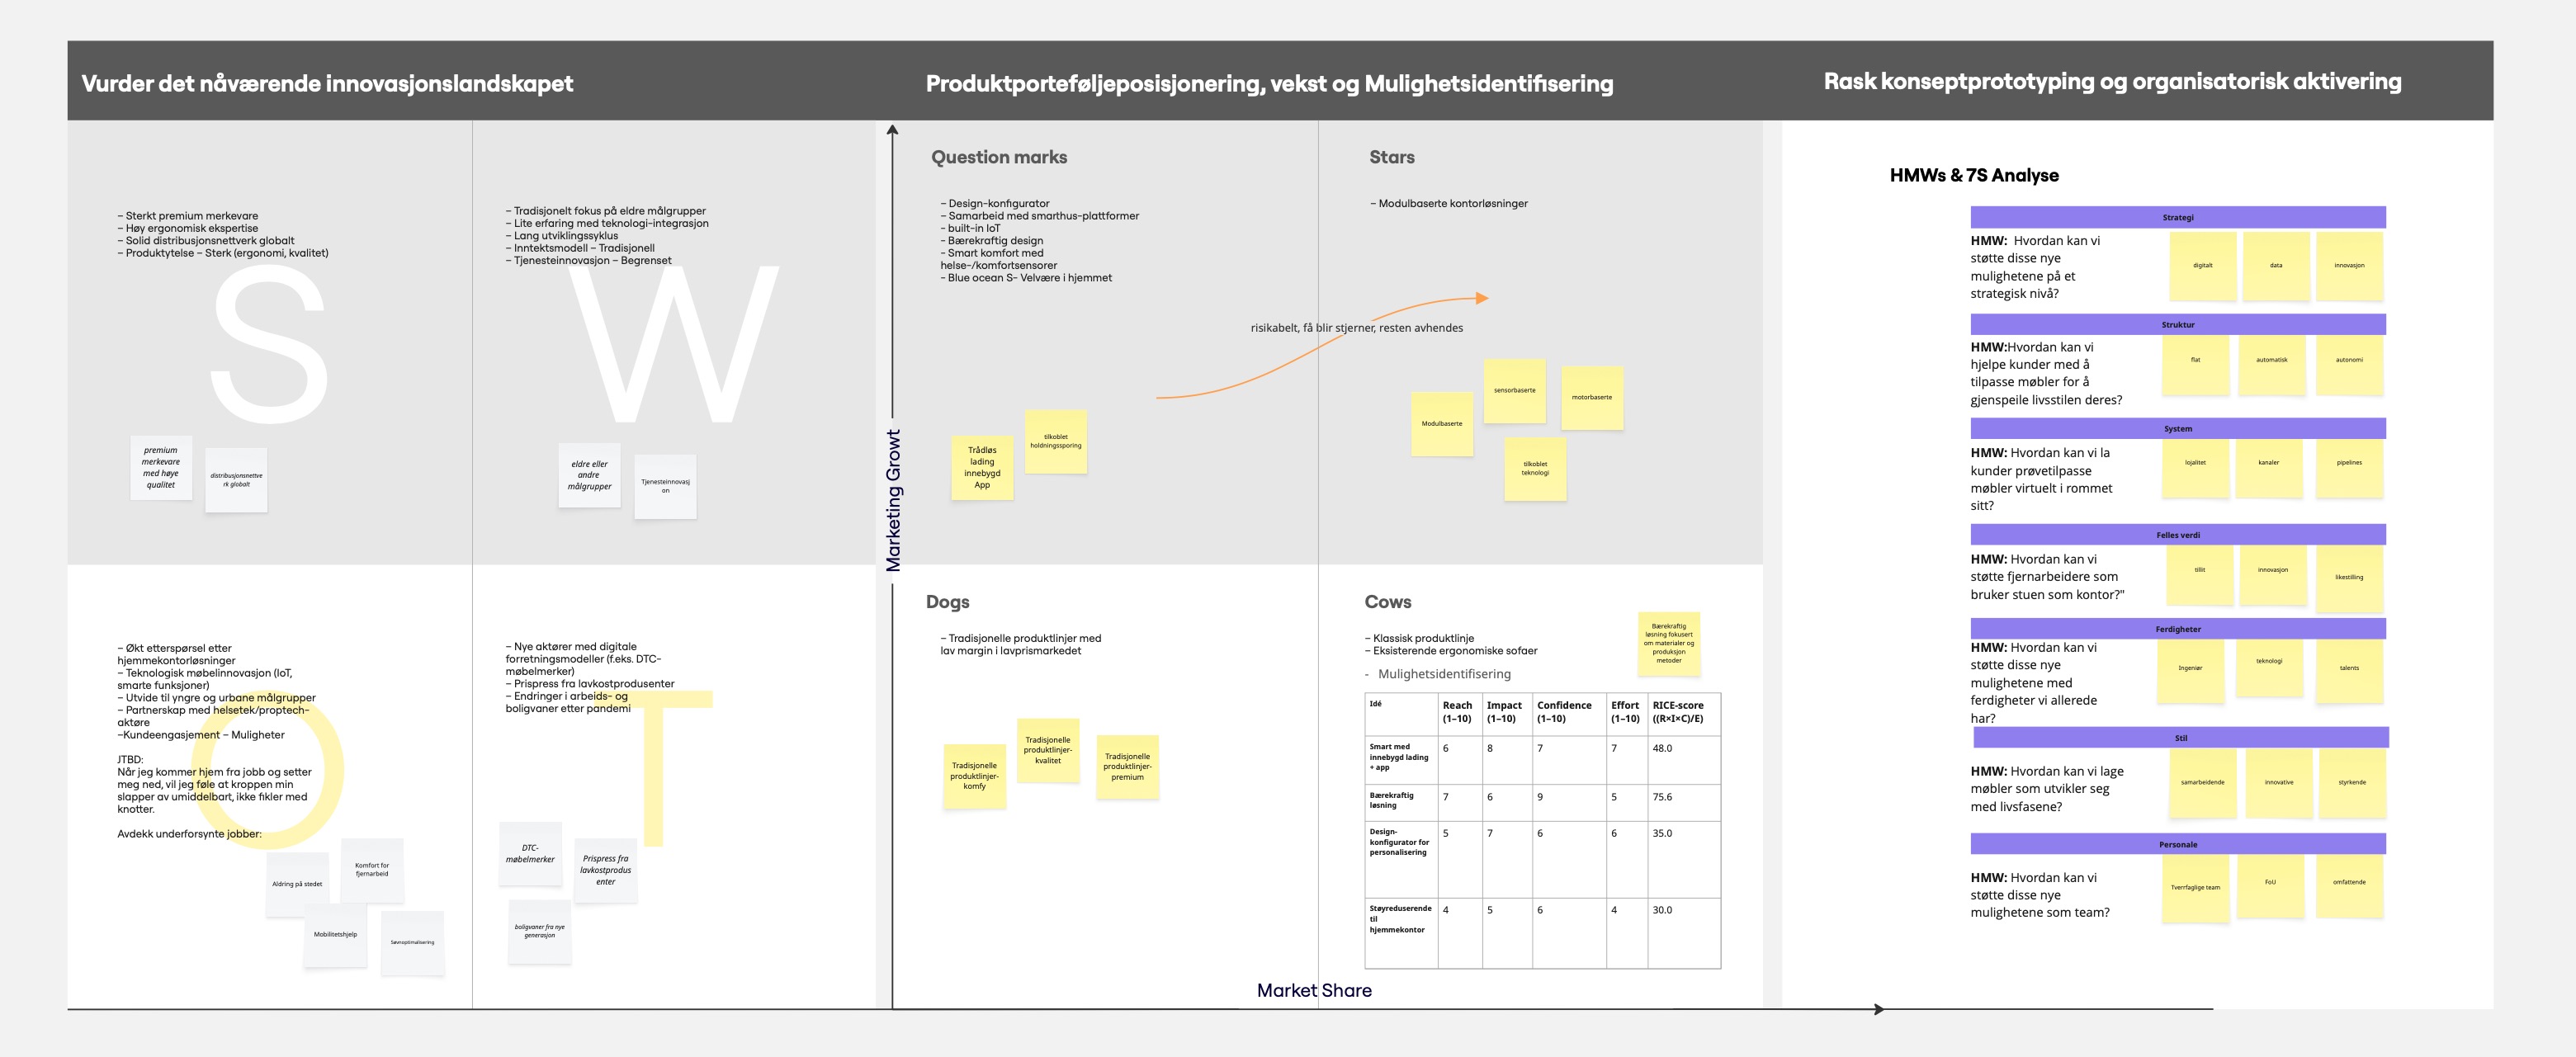 Vurder det nåværende innovasjonslandskapet
– Sterkt premium merkevare
– Høy ergonomisk ekspertise
– Solid distribusjonsnettverk globalt
– Produktytelse – Sterk (ergonomi, kvalitet)
S
premium
merkevare
med høye
qualitet
distribusjonsnettve
rk globalt
– Tradisjonelt fokus på eldre målgrupper
– Lite erfaring med teknologi-integrasjon
– Lang utviklingssyklus
– Inntektsmodell – Tradisjonell
– Tjenesteinnovasjon – Begrenset
W
eldre eller
andre
målgrupper
Tjenesteinnovasj
on
– Økt etterspørsel etter
hjemmekontorløsninger
– Teknologisk møbelinnovasjon (IoT,
smarte funksjoner)
– Utvide til yngre og urbane målgrupper
– Partnerskap med helsetek/proptech-
aktøre
–Kundeengasjement – Muligheter
JTBD:
Når jeg kommer hjem fra jobb og setter
meg ned, vil jeg føle at kroppen min
slapper av umiddelbart, ikke fikler med
knotter.
Avdekk underforsynte jobber:
O
Aldring på stedet
Komfort for
fjernarbeid
Mobilitetshjelp
Søvnoptimalisering
– Nye aktører med digitale
forretningsmodeller (f.eks. DTC-
møbelmerker)
– Prispress fra lavkostprodusenter
– Endringer i arbeids- og
boligvaner etter pandemi
T
DTC-
møbelmerker
Prispress fra
lavkostprodus
enter
boligvaner fra nye
generasjon
Produktporteføljeposisjonering, vekst og Mulighetsidentifisering
Marketing Growt
Question marks
– Design-konfigurator
– Samarbeid med smarthus-plattformer
- built-in IoT
- Bærekraftig design
- Smart komfort med
helse-/komfortsensorer
- Blue ocean S- Velvære i hjemmet
risikabelt, få blir stjerner, resten avhendes
Trådløs
lading
innebygd
App
tilkoblet
holdningssporing
Stars
– Modulbaserte kontorløsninger
Modulbaserte
sensorbaserte
motorbaserte
tilkoblet
teknologi
Dogs
– Tradisjonelle produktlinjer med
lav margin i lavprismarkedet
Tradisjonelle
produktlinjer-
komfy
Tradisjonelle
produktlinjer-
kvalitet
Tradisjonelle
produktlinjer-
premium
Cows
– Klassisk produktlinje
– Eksisterende ergonomiske sofaer
- Mulighetsidentifisering
Bærekraftig
løsning fokusert
om materialer og
produksjon
metoder
Idé Reach (1–10) Impact (1–10) Confidence (1–10) Effort (1–10) RICE-score ((R×I×C)/E)
Smart med innebygd lading + app 6 8 7 7 48.0
Bærekraftig løsning 7 6 9 5 75.6
Design-konfigurator for personalisering 5 7 6 6 35.0
Støyreduserende til hjemmekontor 4 5 6 4 30.0
Market Share
Rask konseptprototyping og organisatorisk aktivering
HMWs & 7S Analyse
Strategi
HMW: Hvordan kan vi
støtte disse nye
mulighetene på et
strategisk nivå?
digitalt
data
innovasjon
Struktur
HMW:Hvordan kan vi
hjelpe kunder med å
tilpasse møbler for å
gjenspeile livsstilen deres?
flat
automatisk
autonomi
System
HMW: Hvordan kan vi la
kunder prøvetilpasse
møbler virtuelt i rommet
sitt?
lojalitet
kanaler
pipelines
Felles verdi
HMW: Hvordan kan vi
støtte fjernarbeidere som
bruker stuen som kontor?"
tillit
innovasjon
likestilling
Ferdigheter
HMW: Hvordan kan vi
støtte disse nye
mulighetene med
ferdigheter vi allerede
har?
Ingeniør
teknologi
talents
Stil
HMW: Hvordan kan vi lage
møbler som utvikler seg
med livsfasene?
samarbeidende
innovative
styrkende
Personale
HMW: Hvordan kan vi
støtte disse nye
mulighetene som team?
Tverrfaglige team
FoU
omfattende